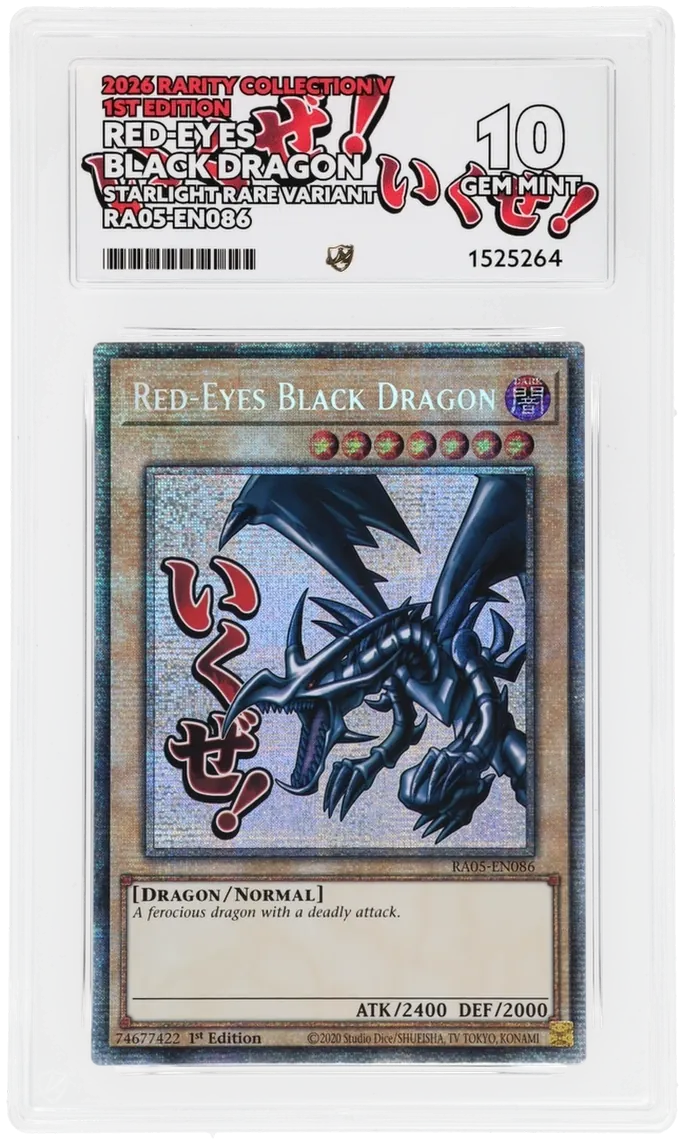 2026 RARITY COLLECTION V
1ST EDITION
RED-EYES
BLACK DRAGON
STARLIGHT RARE VARIANT
RA05-EN086
10
GEM MINT
いくぜ!
1525264
RED-EYES BLACK DRAGON
DARK
闇
いくぜ!
RA05-EN086
[DRAGON/NORMAL]
A ferocious dragon with a deadly attack.
ATK/2400 DEF/2000
74677422 1st Edition
©2020 Studio Dice/SHUEISHA, TV TOKYO, KONAMI